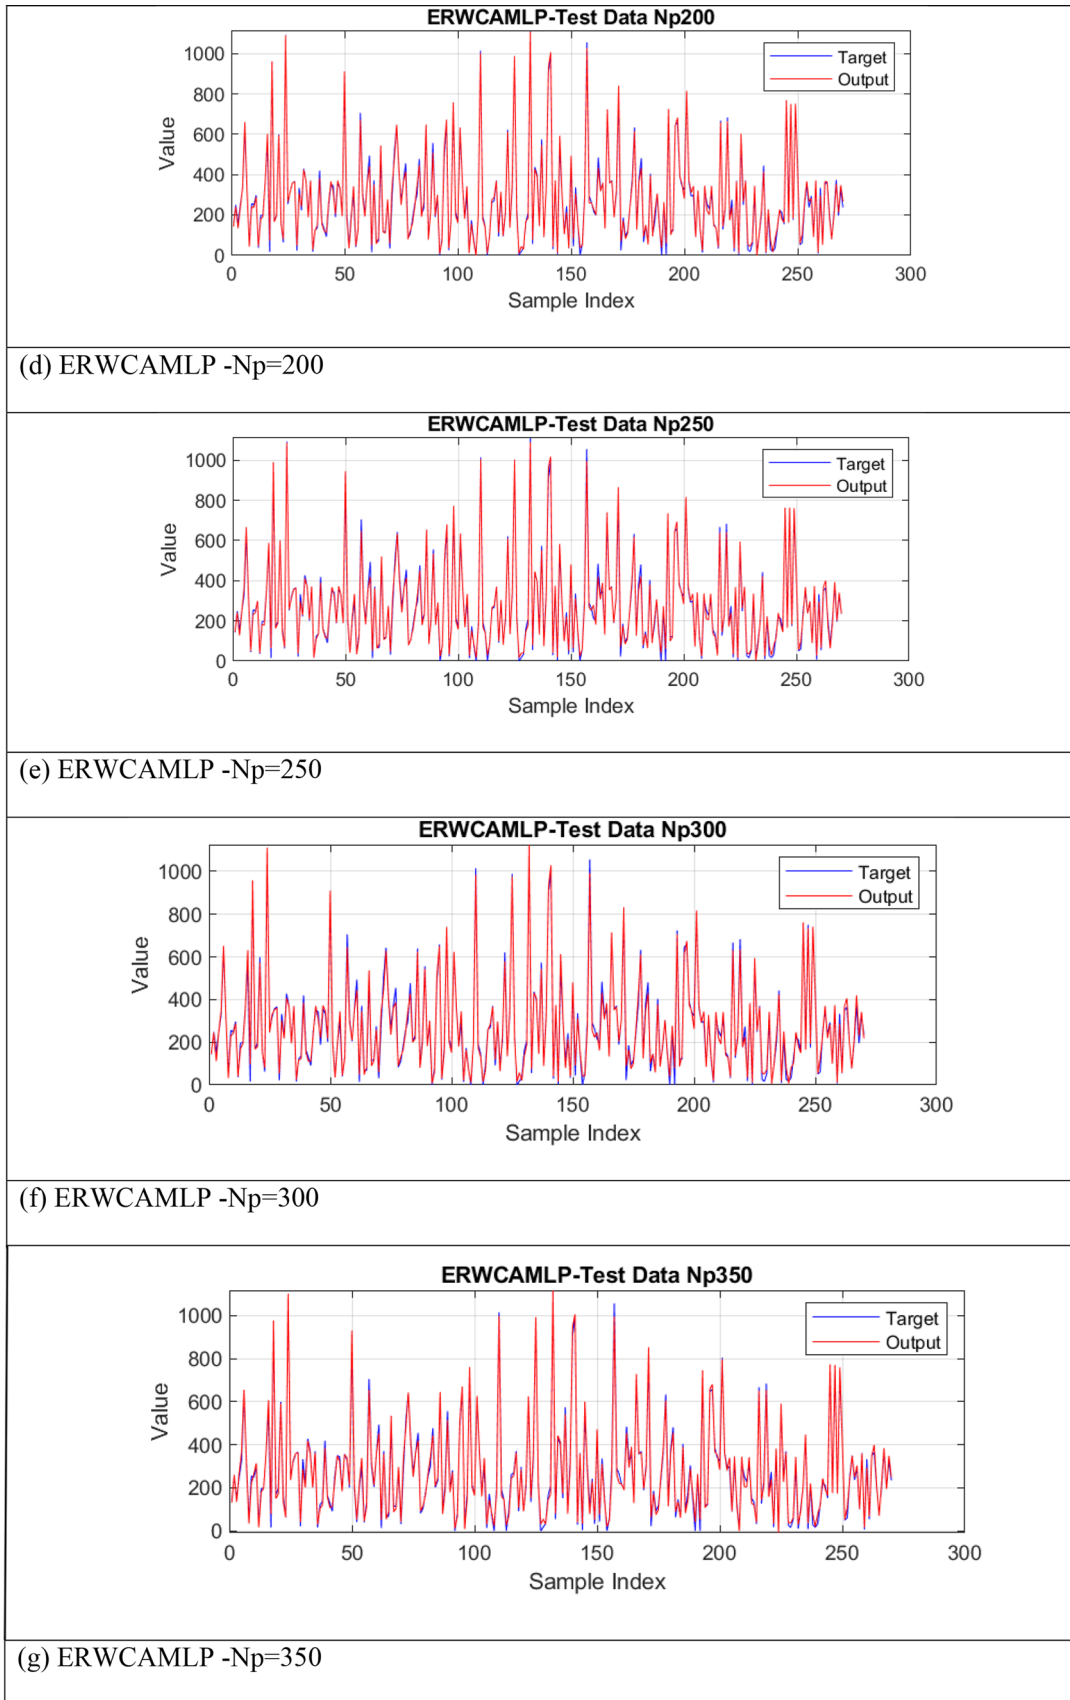 ERWCAMLP-Test Data Np200
1000
800
600
400
200
0
Value
Target
Output
0 50 100 150 200 250 300
Sample Index
(d) ERWCAMLP -Np=200
ERWCAMLP-Test Data Np250
1000
800
600
400
200
0
Value
Target
Output
0 50 100 150 200 250 300
Sample Index
(e) ERWCAMLP -Np=250
ERWCAMLP-Test Data Np300
1000
800
600
400
200
0
Value
Target
Output
0 50 100 150 200 250 300
Sample Index
(f) ERWCAMLP -Np=300
ERWCAMLP-Test Data Np350
1000
800
600
400
200
0
Value
Target
Output
0 50 100 150 200 250 300
Sample Index
(g) ERWCAMLP -Np=350